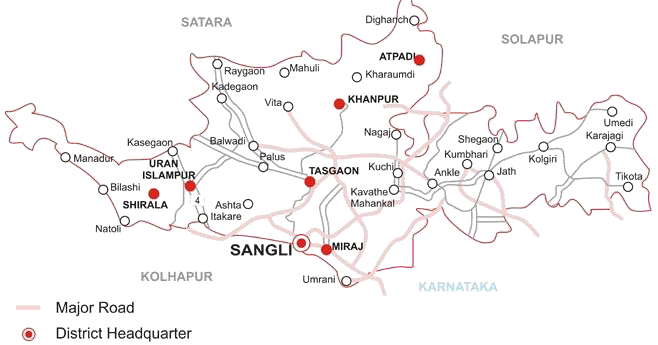 Dighanch
SATARA
SOLAPUR
ATPADI
Raygaon
Mahuli
Kharaumdi
Kadegaon
KHANPUR
Vita
Umedi
Nagaj
Shegaon
Karajagi
Kasegaon
Balwadi
Palus
Kumbhari
Kolgiri
Manadur
URAN
ISLAMPUR
TASGAON
Kuchi
Jath
Tikota
Ankle
Bilashi
SHIRALA
4
Ashta
Kavathe
Mahankal
Itakare
Natoli
SANGLI
MIRAJ
KOLHAPUR
Umrani
KARNATAKA
Major Road
District Headquarter